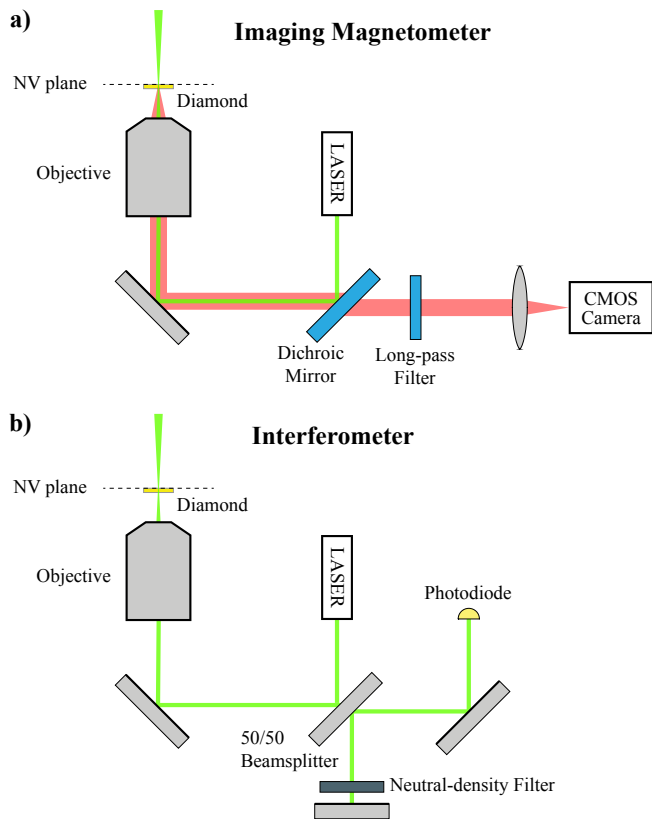 a)
Imaging Magnetometer
NV plane
Diamond
Objective
LASER
CMOS
Camera
Dichroic
Mirror
Long-pass
Filter
b)
Interferometer
NV plane
Diamond
Objective
LASER
Photodiode
50/50
Beamsplitter
Neutral-density Filter